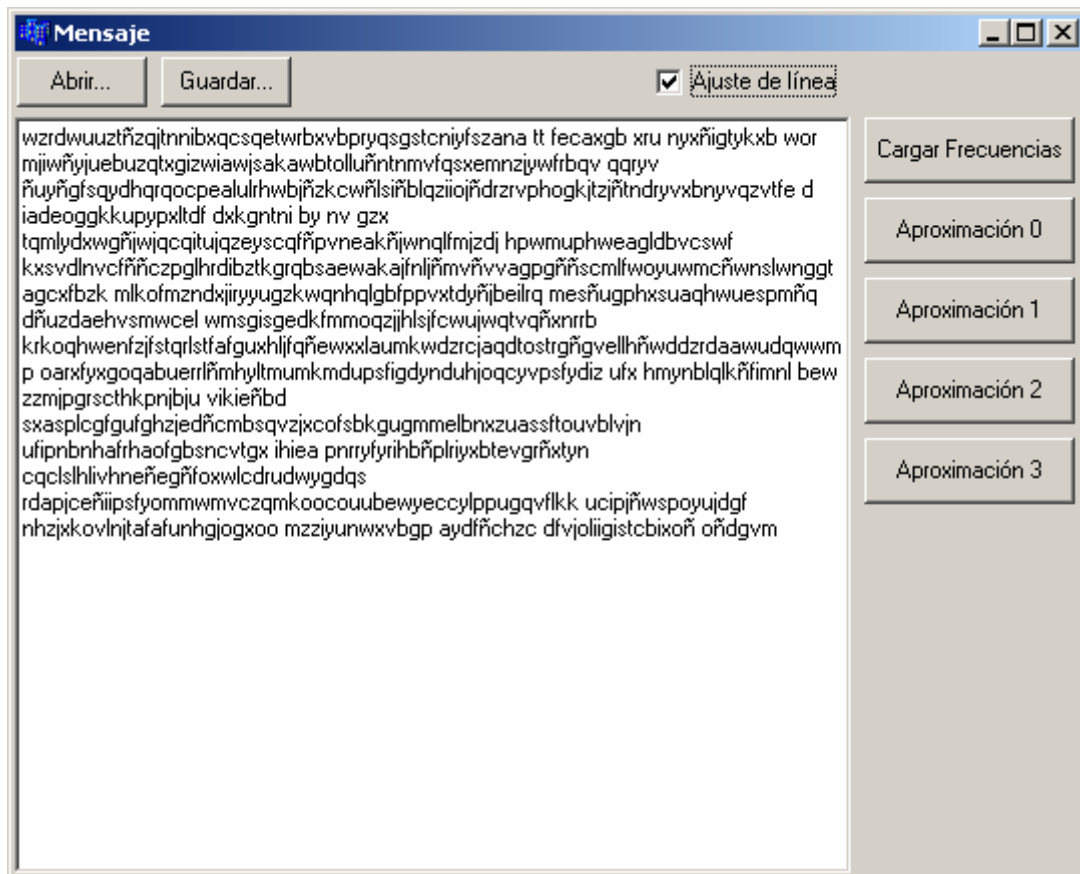 Mensaje
Abrir...
Guardar...
Ajuste de línea
wzrdwuuztñzqjtnnibxqcsqetwrbxvbpryqsgstcniyfszana tt fecaxgb xru nyxñigtykxb wor
mjiwñyjuebuzqtxgizwiawjsakawbtolluñntnmvfqsxemnzjywfrbqv qqryv
ñuyñgfsqydhqrqocpealulrhwbjñzkcwñlsiñblqziiojñdrzrvphogkjtzjñtndryvxbnyvqzvtfe d
iadeoggkkupypxltdf dxkgntni by nv gzx
tqmlydxwgñjwjqcqitujqzeyscqfñpvneakñjwnqlfmjzdj hpwmuphweagldbvcswf
kxsvdlnvcfññczpglhrdibztkgrqbsaewakajfnljñmvñvvagpgññscmlfwoyuwmcñwnslwnggt
agcxfbzk mlkofmzndxjiryyugzkwqnhqlgbfppvxtdyñjbeilrq mesñugphxsuaqhwuespmñq
dñuzdaehvsmwcel wmsgisgedkfmmoqzjjhlsjfcwujwqtvqñxnrrb
krkoqhwenfzjfstqrlstfafguxhljfqñewxxlaumkwdzrcjaqdtostrgñgvellhñwddzrdaawudqwwm
p oarxfyxgoqabuerrlñmhyltmumkmdupsfigdynduhjoqcyvpsfydiz ufx hmynblqlkñfimnl bew
zzmjpgrscthkpnjbju vikieñbd
sxasplcgfgufghzjedñcmbsqvzjxcofsbkgugmmelbnxzuassftouvblvjn
ufipnbnhafrhaofgbsncvtgx ihiea pnrryfyrihbñplriyxbtevgrñxtyn
cqclslhlivhneñegñfoxwlcdrudwygdqs
rdapjceñiipsfyommwmvczqmkoocouubewyeccylppugqvflkk ucipjñwspoyujdgf
nhzjxkovlnjtafafunhgjogxoo mzziyunwxvbgp aydfñchzc dfvjoliigistcbixoñ oñdgvm
Cargar Frecuencias
Aproximación 0
Aproximación 1
Aproximación 2
Aproximación 3